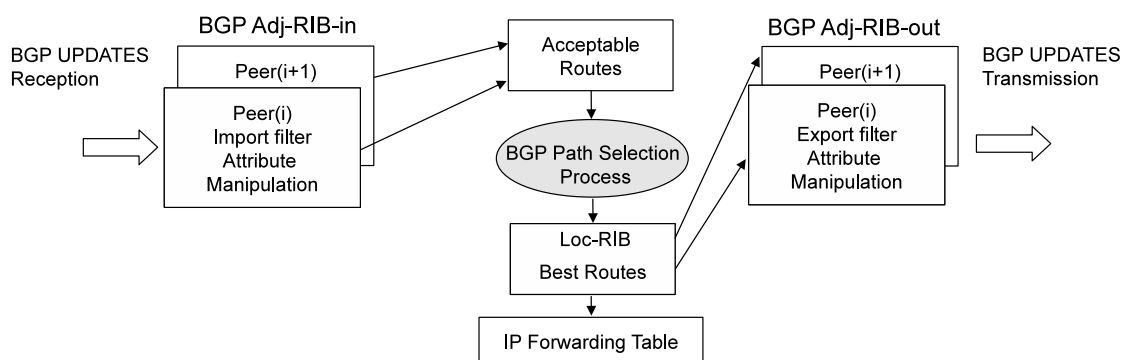 BGP Adj-RIB-in
BGP UPDATES
Reception
Peer(i+1)
Peer(i)
Import filter
Attribute
Manipulation
Acceptable
Routes
BGP Path Selection
Process
Loc-RIB
Best Routes
IP Forwarding Table
BGP Adj-RIB-out
Peer(i+1)
Peer(i)
Export filter
Attribute
Manipulation
BGP UPDATES
Transmission